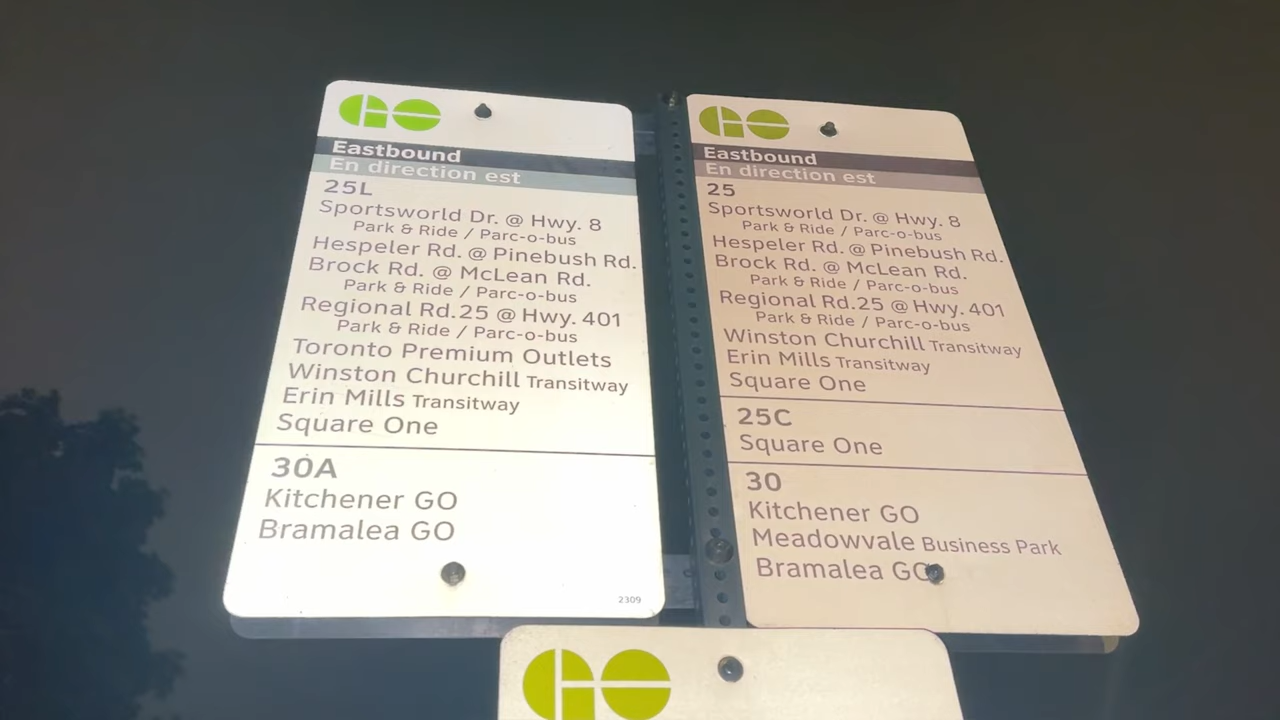 GO
Eastbound
En direction est
25L
Sportsworld Dr. @ Hwy. 8
Park & Ride / Parc-o-bus
Hespeler Rd. @ Pinebush Rd.
Brock Rd. @ McLean Rd.
Park & Ride / Parc-o-bus
Regional Rd.25 @ Hwy. 401
Park & Ride / Parc-o-bus
Toronto Premium Outlets
Winston Churchill Transitway
Erin Mills Transitway
Square One
30A
Kitchener GO
Bramalea GO
2309
GO
Eastbound
En direction est
25
Sportsworld Dr. @ Hwy. 8
Park & Ride / Parc-o-bus
Hespeler Rd. @ Pinebush Rd.
Brock Rd. @ McLean Rd.
Park & Ride / Parc-o-bus
Regional Rd.25 @ Hwy. 401
Park & Ride / Parc-o-bus
Winston Churchill Transitway
Erin Mills Transitway
Square One
25C
Square One
30
Kitchener GO
Meadowvale Business Park
Bramalea GO
GO